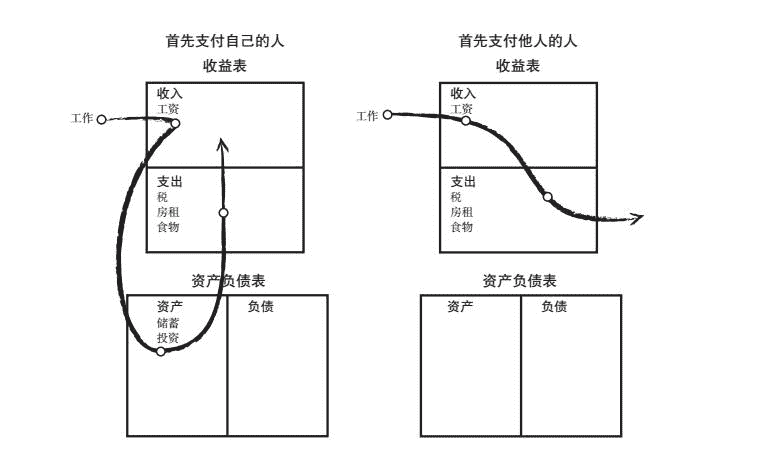 首先支付自己的人
收益表
工作
收入
工资
支出
税
房租
食物
资产负债表
资产
储蓄
投资
负债
首先支付他人的人
收益表
工作
收入
工资
支出
税
房租
食物
资产负债表
资产
负债